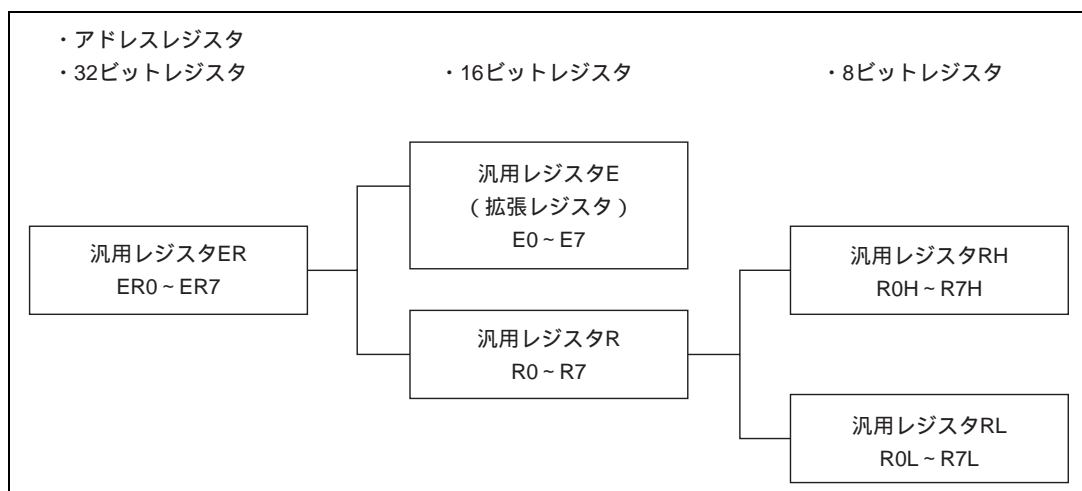 ・アドレスレジスタ
・32ビットレジスタ
・16ビットレジスタ
・8ビットレジスタ
汎用レジスタER
ER0~ER7
汎用レジスタE
(拡張レジスタ)
E0~E7
汎用レジスタR
R0~R7
汎用レジスタRH
R0H~R7H
汎用レジスタRL
R0L~R7L